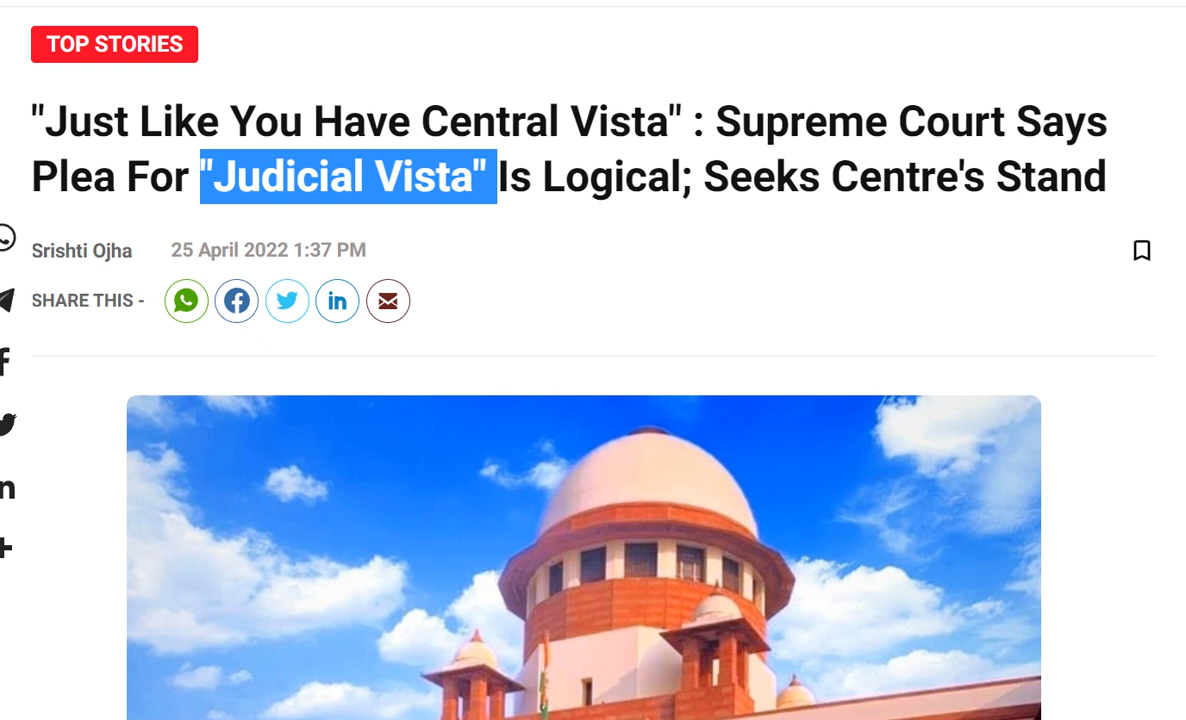 TOP STORIES
"Just Like You Have Central Vista" : Supreme Court Says
Plea For "Judicial Vista" Is Logical; Seeks Centre's Stand
Srishti Ojha 25 April 2022 1:37 PM
SHARE THIS -